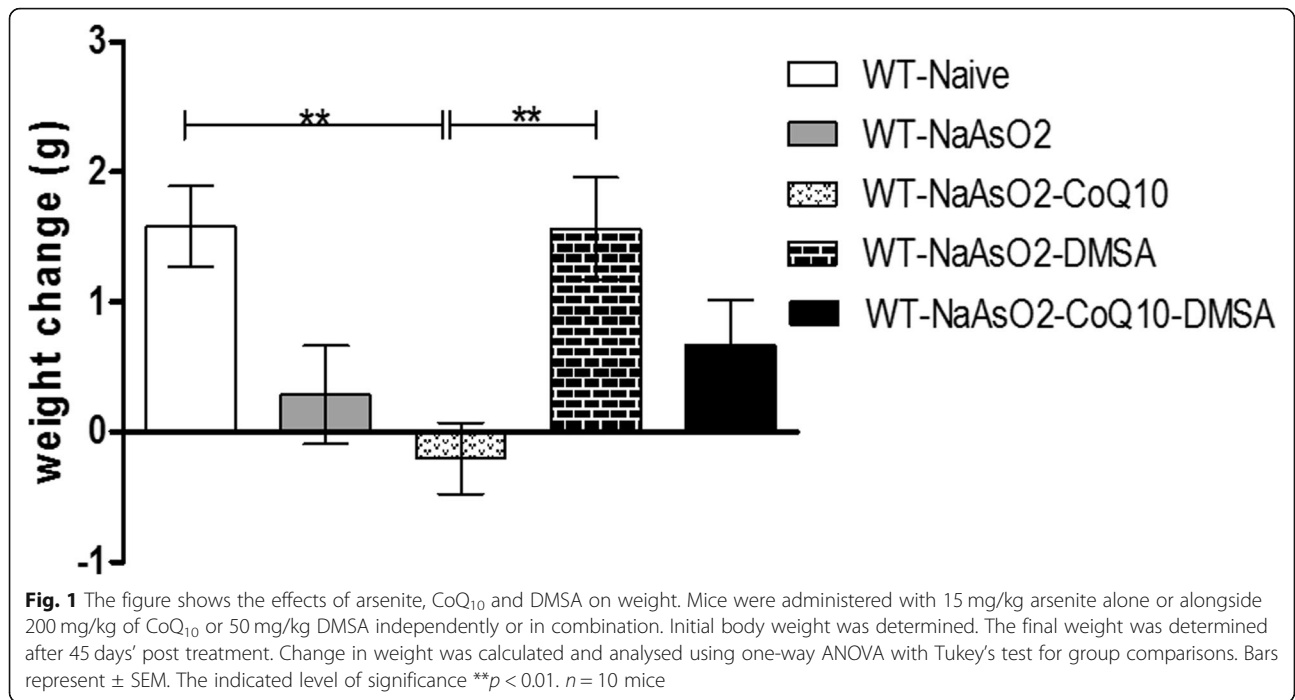 3
2
1
0
-1
weight change (g)
** **
WT-Naive
WT-NaAsO2
WT-NaAsO2-CoQ10
WT-NaAsO2-DMSA
WT-NaAsO2-CoQ10-DMSA
Fig. 1 The figure shows the effects of arsenite, CoQ₁₀ and DMSA on weight. Mice were administered with 15 mg/kg arsenite alone or alongside
200 mg/kg of CoQ₁₀ or 50 mg/kg DMSA independently or in combination. Initial body weight was determined. The final weight was determined
after 45 days’ post treatment. Change in weight was calculated and analysed using one-way ANOVA with Tukey’s test for group comparisons. Bars
represent ± SEM. The indicated level of significance **p < 0.01. n = 10 mice